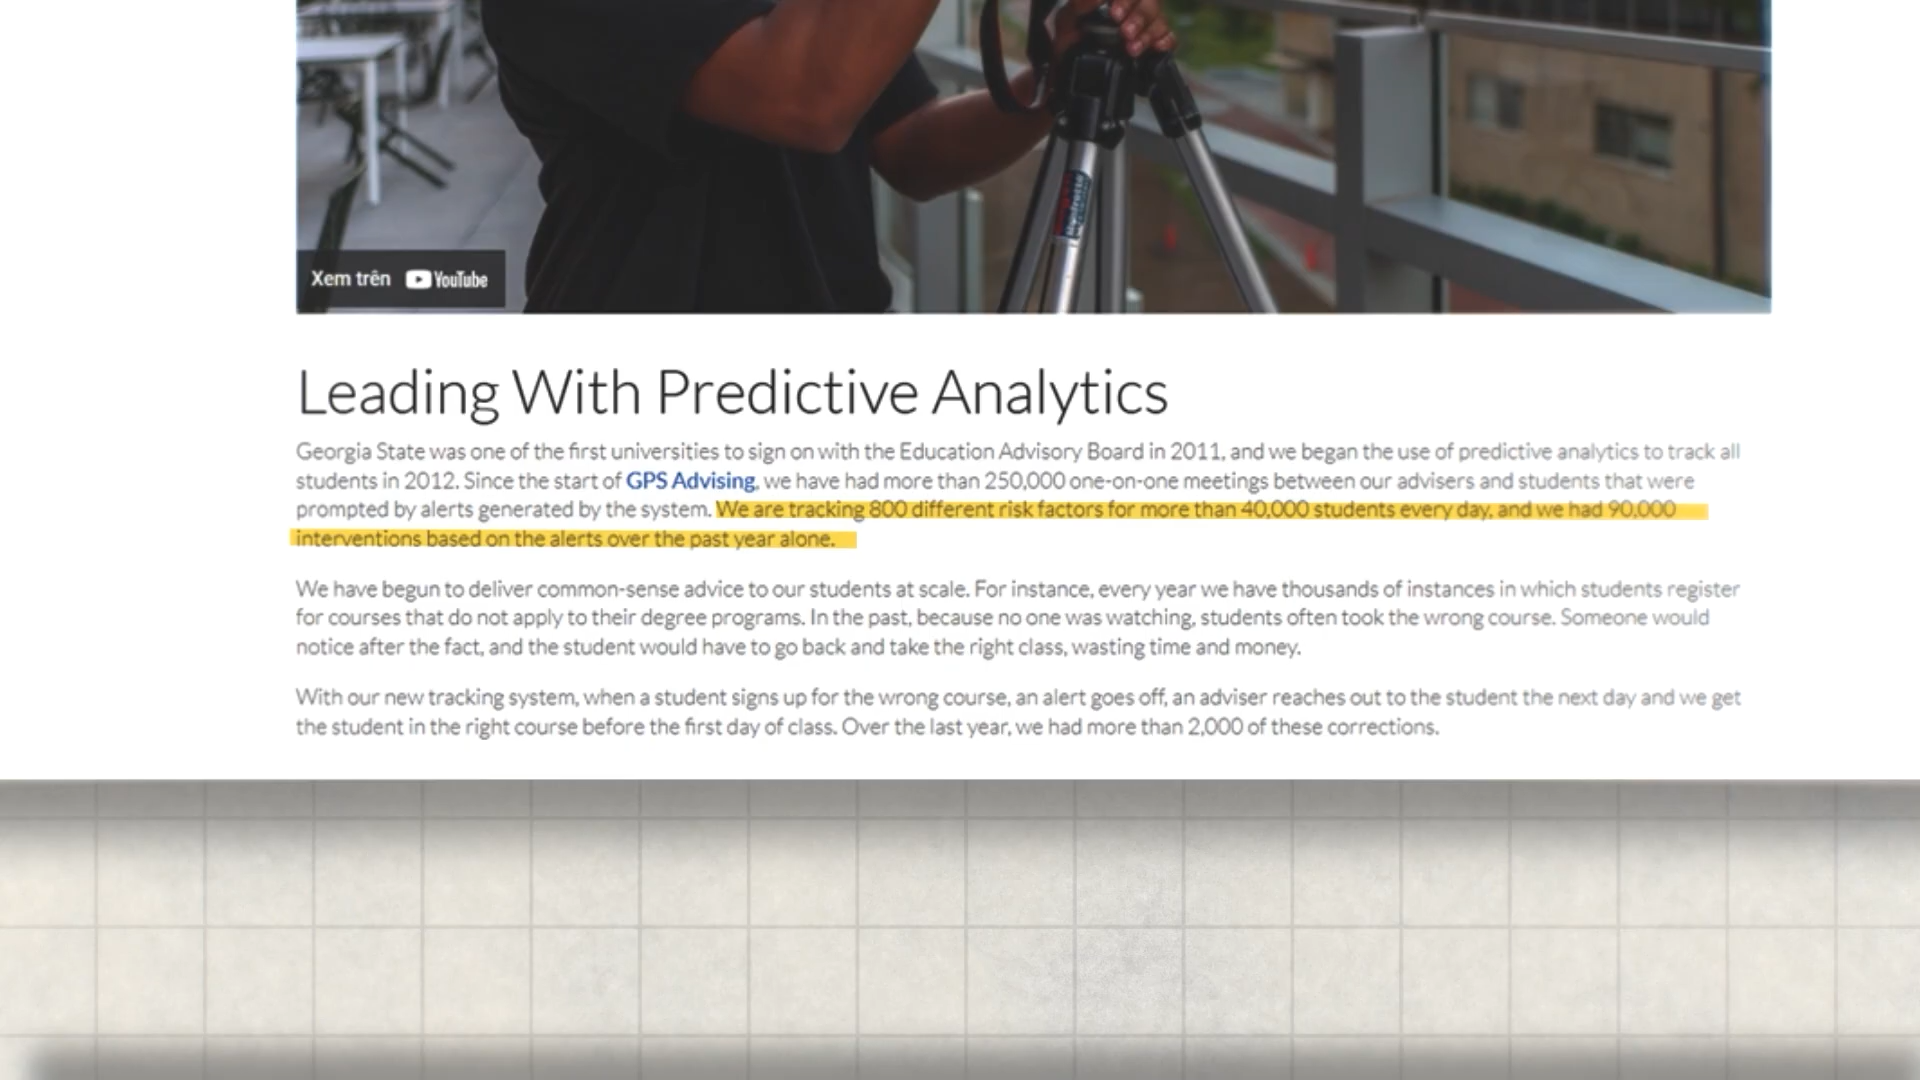 Xem trên YouTube
Leading With Predictive Analytics
Georgia State was one of the first universities to sign on with the Education Advisory Board in 2011, and we began the use of predictive analytics to track all
students in 2012. Since the start of GPS Advising, we have had more than 250,000 one-on-one meetings between our advisers and students that were
prompted by alerts generated by the system. We are tracking 800 different risk factors for more than 40,000 students every day, and we had 90,000
interventions based on the alerts over the past year alone.
We have begun to deliver common-sense advice to our students at scale. For instance, every year we have thousands of instances in which students register
for courses that do not apply to their degree programs. In the past, because no one was watching, students often took the wrong course. Someone would
notice after the fact, and the student would have to go back and take the right class, wasting time and money.
With our new tracking system, when a student signs up for the wrong course, an alert goes off, an adviser reaches out to the student the next day and we get
the student in the right course before the first day of class. Over the last year, we had more than 2,000 of these corrections.